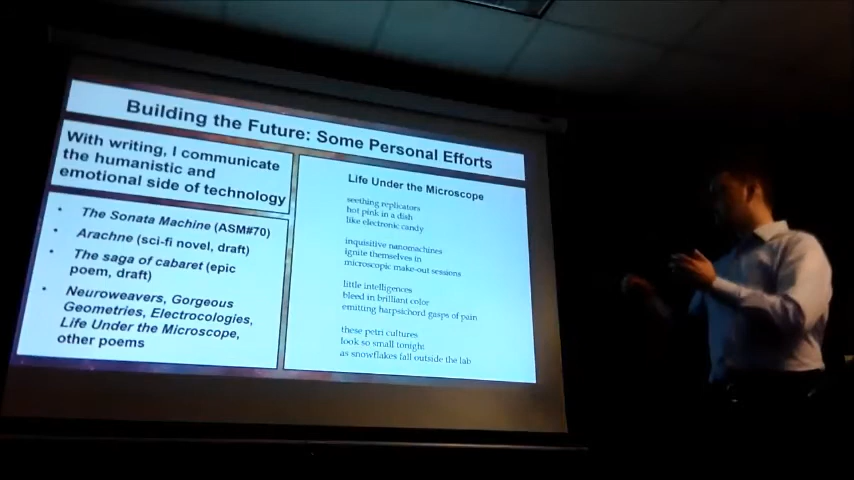 Building the Future: Some Personal Efforts
With writing, I communicate
the humanistic and
emotional side of technology
• The Sonata Machine (ASM#70)
• Arachne (sci-fi novel, draft)
• The saga of cabaret (epic
poem, draft)
• Neuroweavers, Gorgeous
Geometries, Electrocologies,
Life Under the Microscope,
other poems
Life Under the Microscope
seething replicators
hot pink in a dish
like electronic candy
inquisitive nanomachines
ignite themselves in
microscopic make-out sessions
little intelligences
bleed in brilliant color
emitting harpsichord gasps of pain
these petri cultures
look so small tonight
as snowflakes fall outside the lab